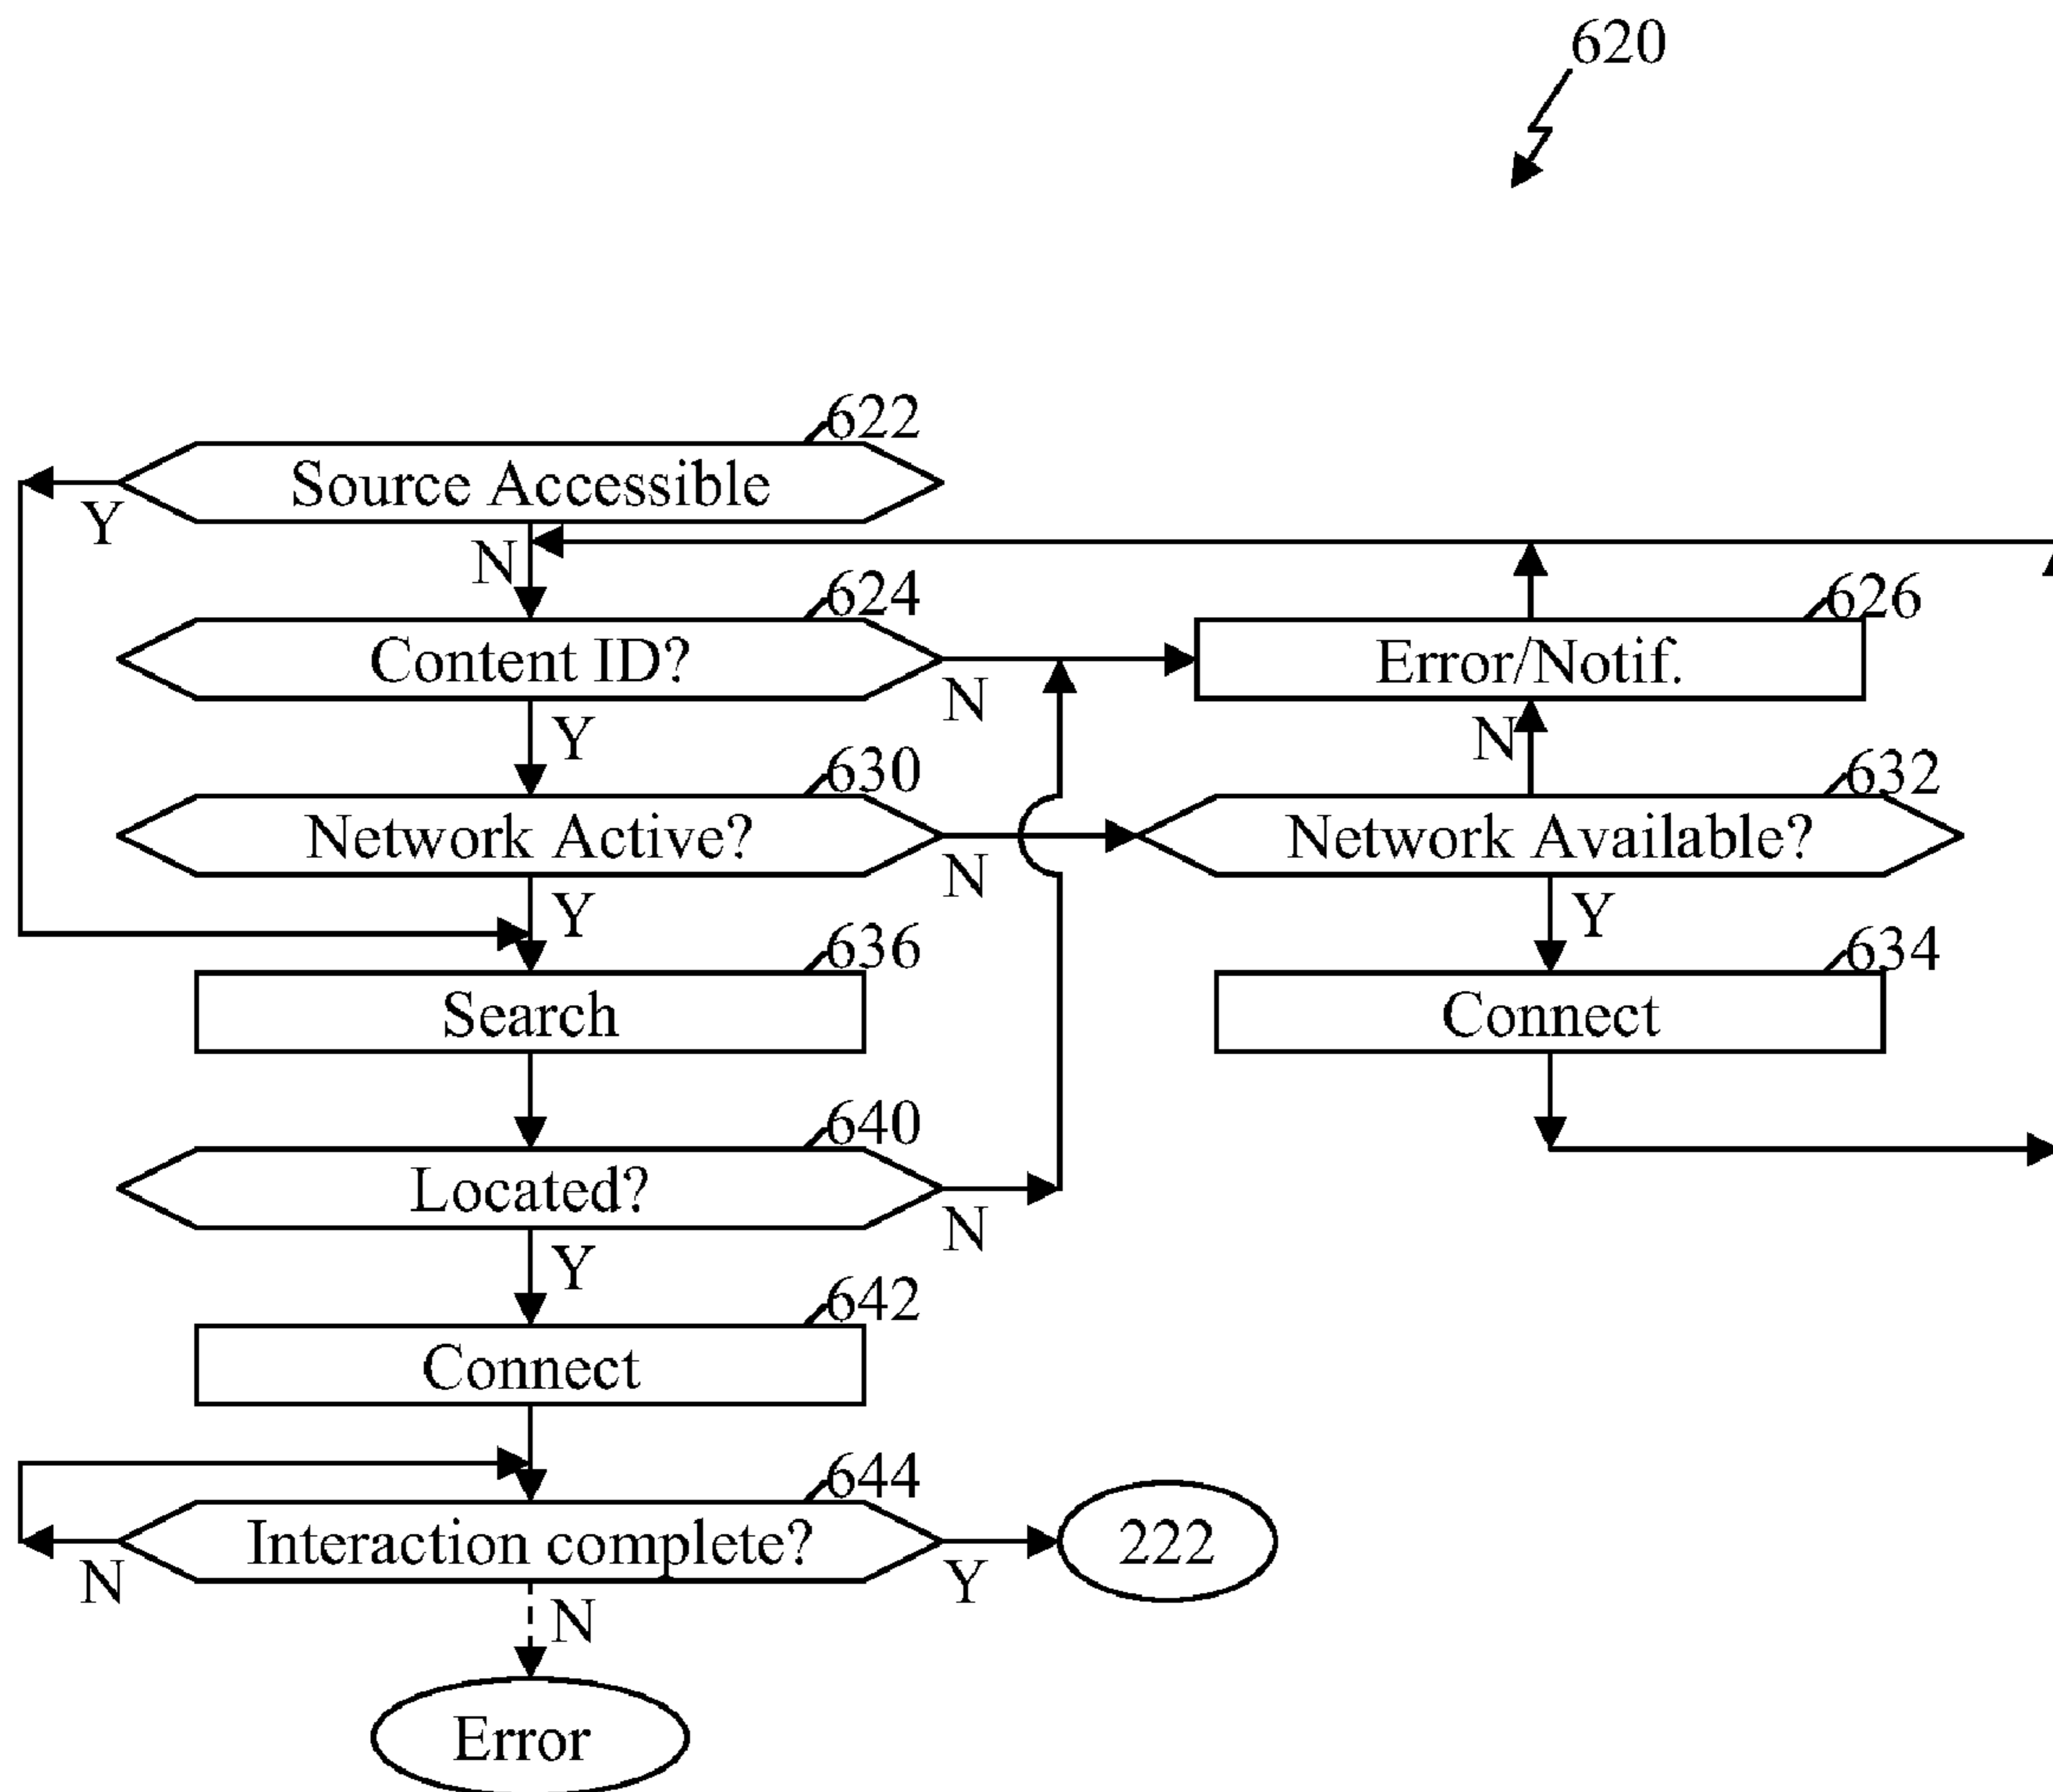 620
622
Source Accessible
Y
N
624
626
Content ID?
Error/Notif.
N
Y
N
630
632
Network Active?
Network Available?
N
Y
Y
636
634
Search
Connect
640
Located?
N
Y
642
Connect
644
Interaction complete?
222
N
Y
N
Error